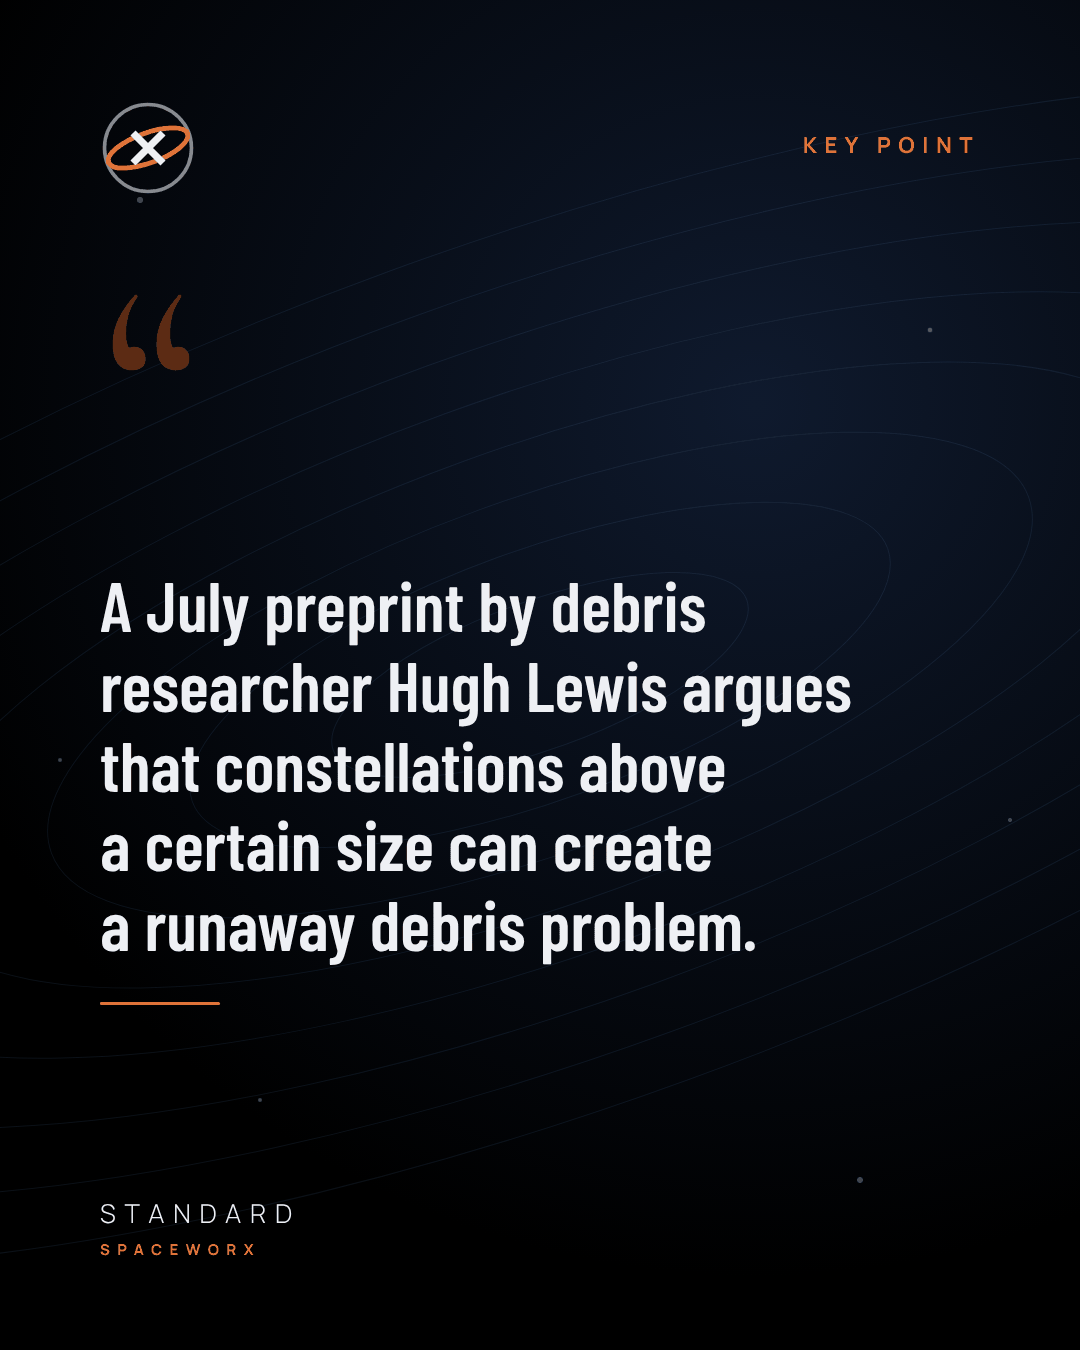 KEY POINT
“
A July preprint by debris
researcher Hugh Lewis argues
that constellations above
a certain size can create
a runaway debris problem.
STANDARD
SPACEWORX